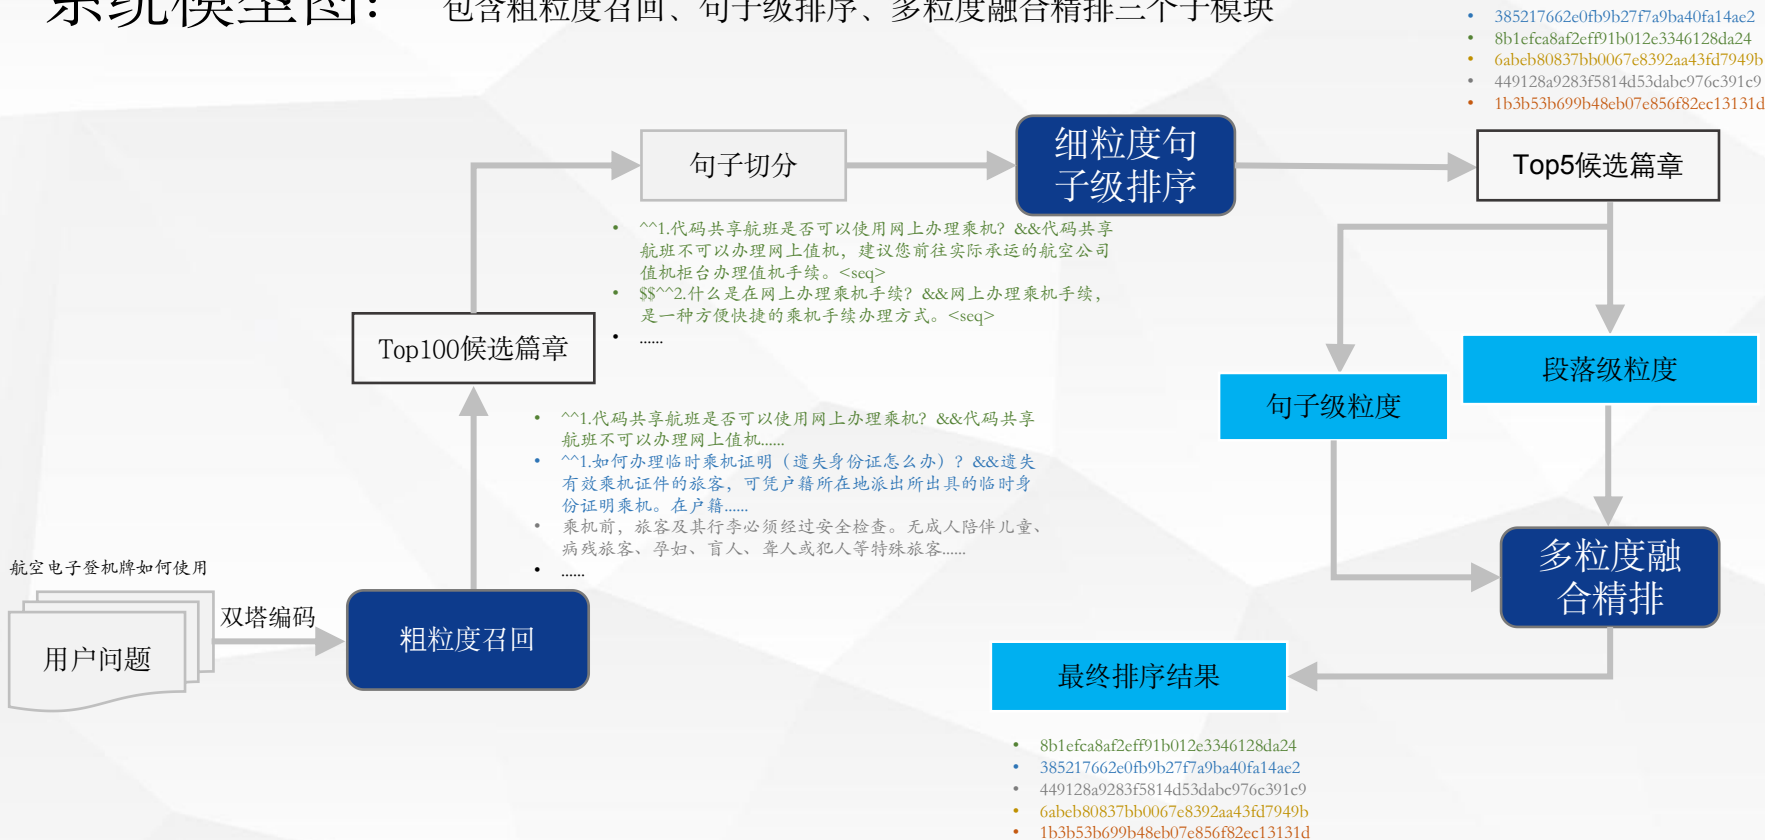 系统模型图：
包含粗粒度召回、句子级排序、多粒度融合精排三个子模块
• 385217662e0fb9b27f7a9ba40fa14ae2
• 8b1efca8af2eff91b012e3346128da24
• 6abeb80837bb0067e8392aa43fd7949b
• 449128a9283f5814d53dabc976c391c9
• 1b3b53b699b48eb07e856f82ec13131d
句子切分
细粒度句
子级排序
Top5候选篇章
• ^^1.代码共享航班是否可以使用网上办理乘机？&&代码共享
航班不可以办理网上值机，建议您前往实际承运的航空公司
值机柜台办理值机手续。<seq>
• $$^^2.什么是在网上办理乘机手续？&&网上办理乘机手续，
是一种方便快捷的乘机手续办理方式。<seq>
• ......
Top100候选篇章
段落级粒度
句子级粒度
• ^^1.代码共享航班是否可以使用网上办理乘机？&&代码共享
航班不可以办理网上值机......
• ^^1.如何办理临时乘机证明（遗失身份证怎么办）？&&遗失
有效乘机证件的旅客，可凭户籍所在地派出所出具的临时身
份证明乘机。在户籍......
• 乘机前，旅客及其行李必须经过安全检查。无成人陪伴儿童、
病残旅客、孕妇、盲人、聋人或犯人等特殊旅客......
• ......
多粒度融
合精排
航空电子登机牌如何使用
用户问题
双塔编码
粗粒度召回
最终排序结果
• 8b1efca8af2eff91b012e3346128da24
• 385217662e0fb9b27f7a9ba40fa14ae2
• 449128a9283f5814d53dabc976c391c9
• 6abeb80837bb0067e8392aa43fd7949b
• 1b3b53b699b48eb07e856f82ec13131d